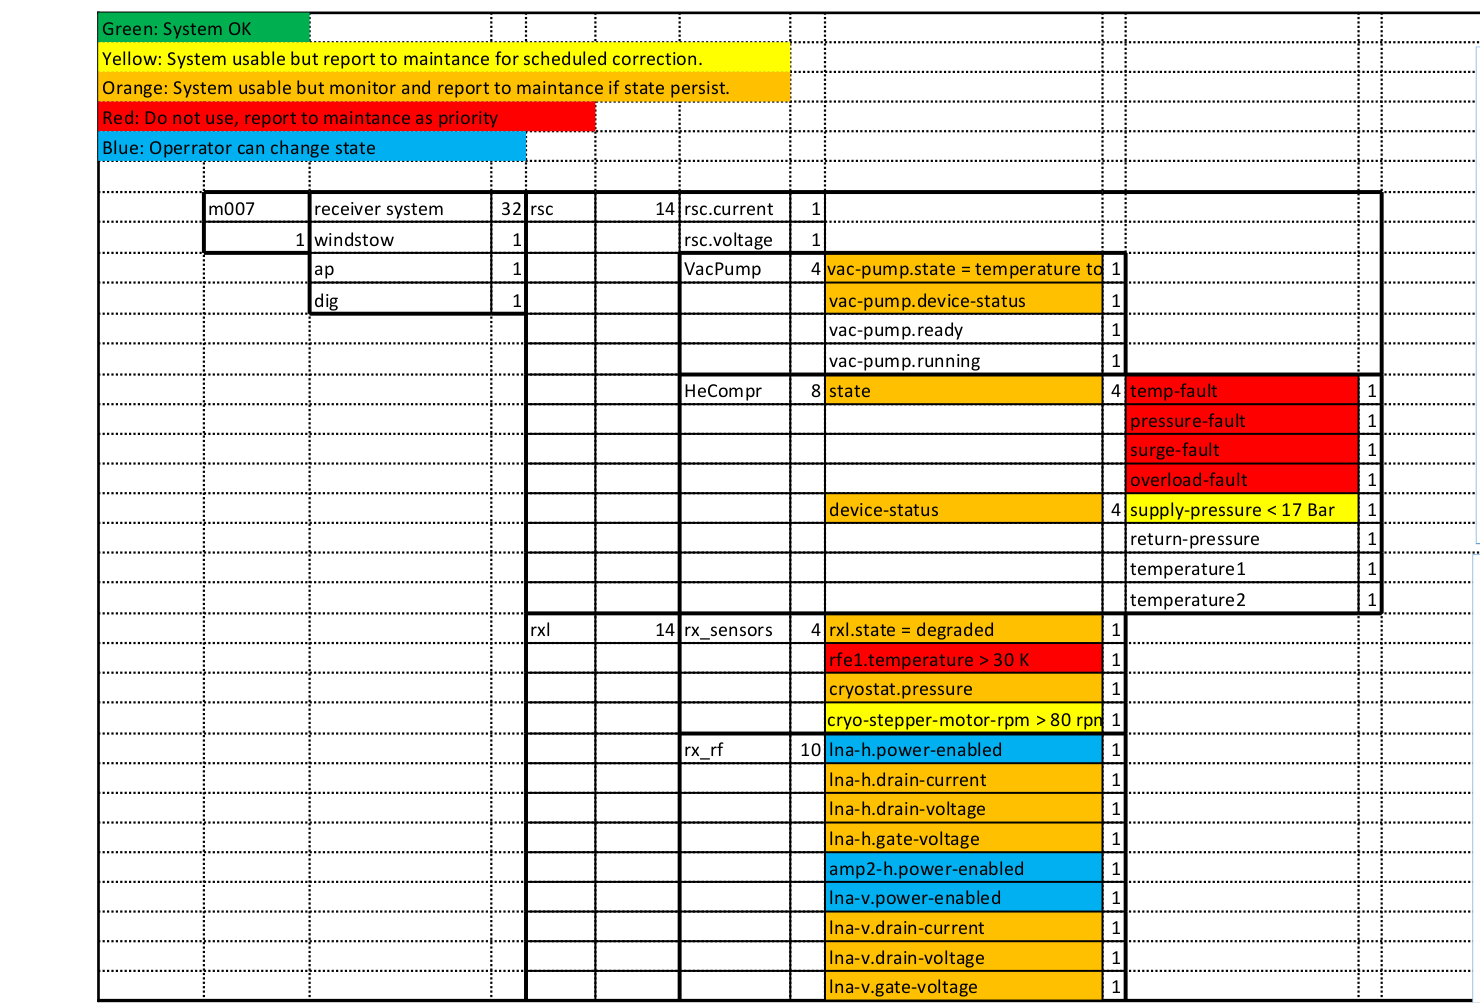 Green: System OK
Yellow: System usable but report to maintance for scheduled correction.
Orange: System usable but monitor and report to maintance if state persist.
Red: Do not use, report to maintance as priority
Blue: Operrator can change state
m007 receiver system 32 rsc 14 rsc.current 1
1 windstow 1 rsc.voltage 1
ap 1 VacPump 4 vac-pump.state = temperature to 1
dig 1 vac-pump.device-status 1
vac-pump.ready 1
vac-pump.running 1
HeCompr 8 state 4 temp-fault 1
pressure-fault 1
surge-fault 1
overload-fault 1
device-status 4 supply-pressure < 17 Bar 1
return-pressure 1
temperature1 1
temperature2 1
rxl 14 rx_sensors 4 rxl.state = degraded 1
rfe1.temperature > 30 K 1
cryostat.pressure 1
cryo-stepper-motor-rpm > 80 rpm 1
rx_rf 10 lna-h.power-enabled 1
lna-h.drain-current 1
lna-h.drain-voltage 1
lna-h.gate-voltage 1
amp2-h.power-enabled 1
lna-v.power-enabled 1
lna-v.drain-current 1
lna-v.drain-voltage 1
lna-v.gate-voltage 1